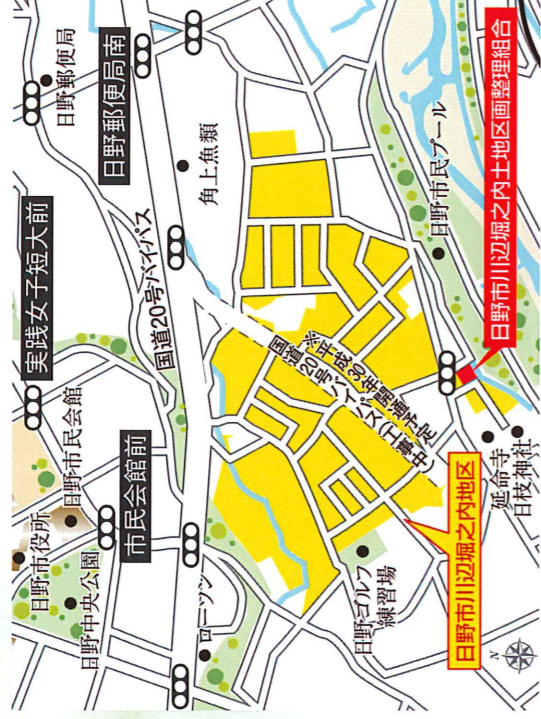 日野市役所
実践女子短大前
日野郵便局
日野市民会館
日野中央公園
日野郵便局南
市民会館前
国道20号バイパス
角上魚類
国道20号バイパス(工事中)
※平成30年開通予定
日野ゴルフ
練習場
日野市民プール
日野市川辺堀之内地区
日野市川辺堀之内土地区画整理組合
延命寺
日枝神社
N